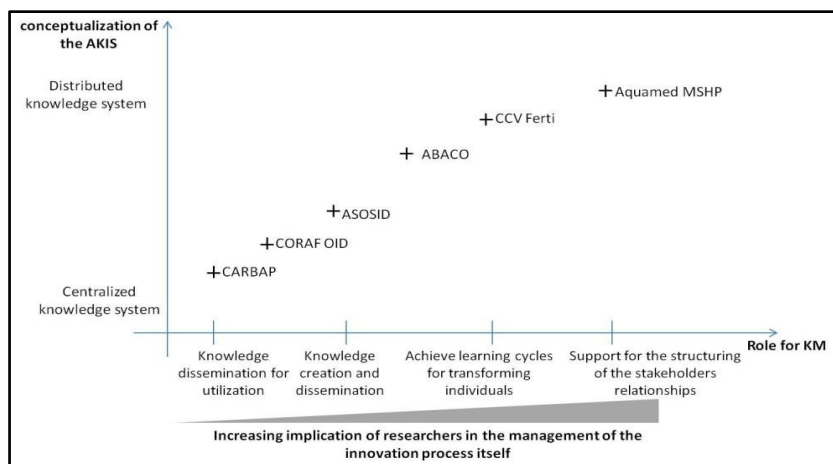 conceptualization of
the AKIS
Distributed
knowledge system
Aquamed MSHP
CCV Ferti
ABACO
ASOSID
CORAF OID
CARBAP
Centralized
knowledge system
Role for KM
Knowledge
dissemination for
utilization
Knowledge
creation and
dissemination
Achieve learning cycles
for transforming
individuals
Support for the structuring
of the stakeholders
relationships
Increasing implication of researchers in the management of the
innovation process itself